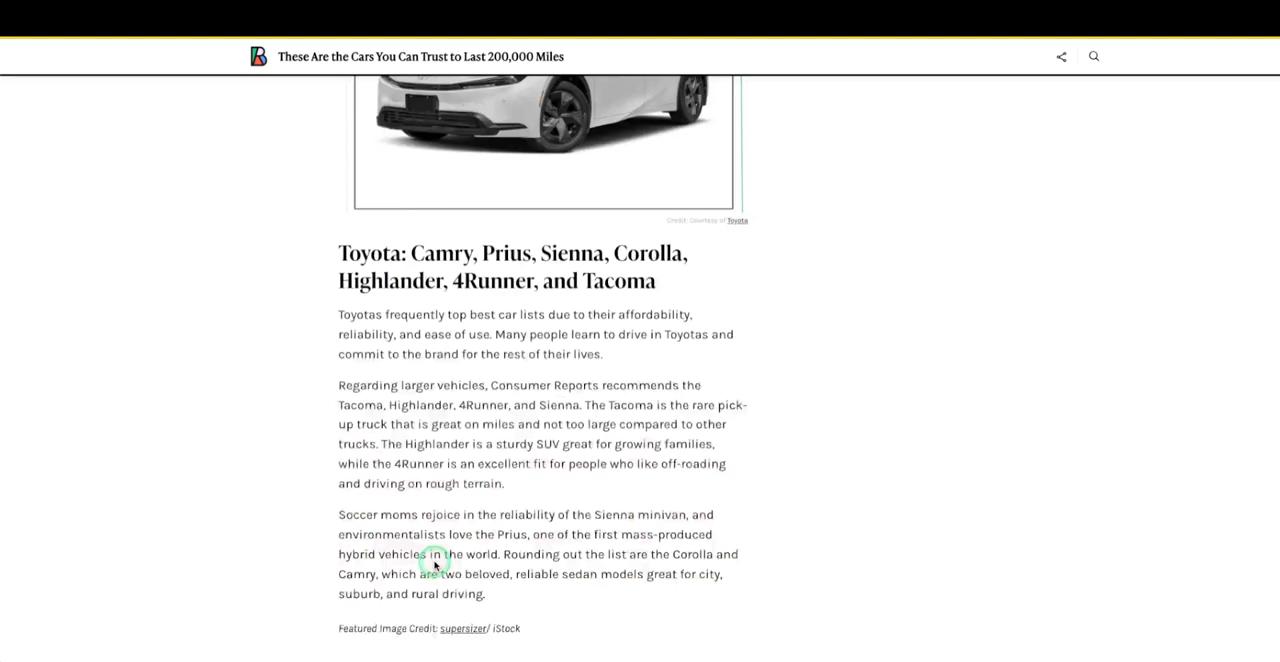 These Are the Cars You Can Trust to Last 200,000 Miles
Credit: Courtesy of Toyota
Toyota: Camry, Prius, Sienna, Corolla,
Highlander, 4Runner, and Tacoma
Toyotas frequently top best car lists due to their affordability,
reliability, and ease of use. Many people learn to drive in Toyotas and
commit to the brand for the rest of their lives.
Regarding larger vehicles, Consumer Reports recommends the
Tacoma, Highlander, 4Runner, and Sienna. The Tacoma is the rare pick-
up truck that is great on miles and not too large compared to other
trucks. The Highlander is a sturdy SUV great for growing families,
while the 4Runner is an excellent fit for people who like off-roading
and driving on rough terrain.
Soccer moms rejoice in the reliability of the Sienna minivan, and
environmentalists love the Prius, one of the first mass-produced
hybrid vehicles in the world. Rounding out the list are the Corolla and
Camry, which are two beloved, reliable sedan models great for city,
suburb, and rural driving.
Featured Image Credit: supersizer/ iStock